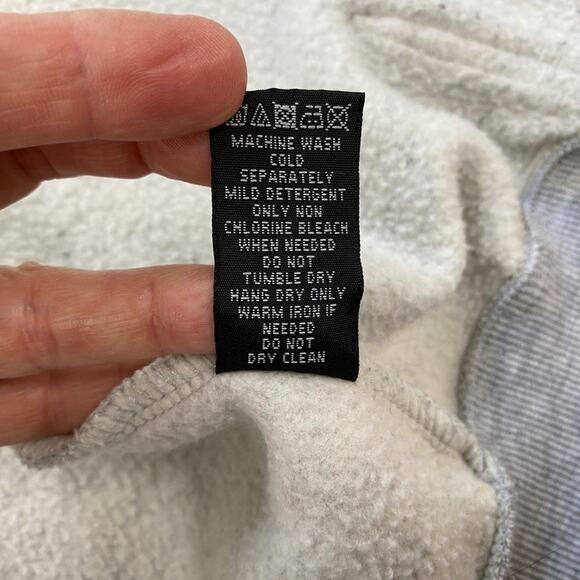 MACHINE WASH
COLD
SEPARATELY
MILD DETERGENT
ONLY NON
CHLORINE BLEACH
WHEN NEEDED
DO NOT
TUMBLE DRY
HANG DRY ONLY
WARM IRON IF
NEEDED
DO NOT
DRY CLEAN